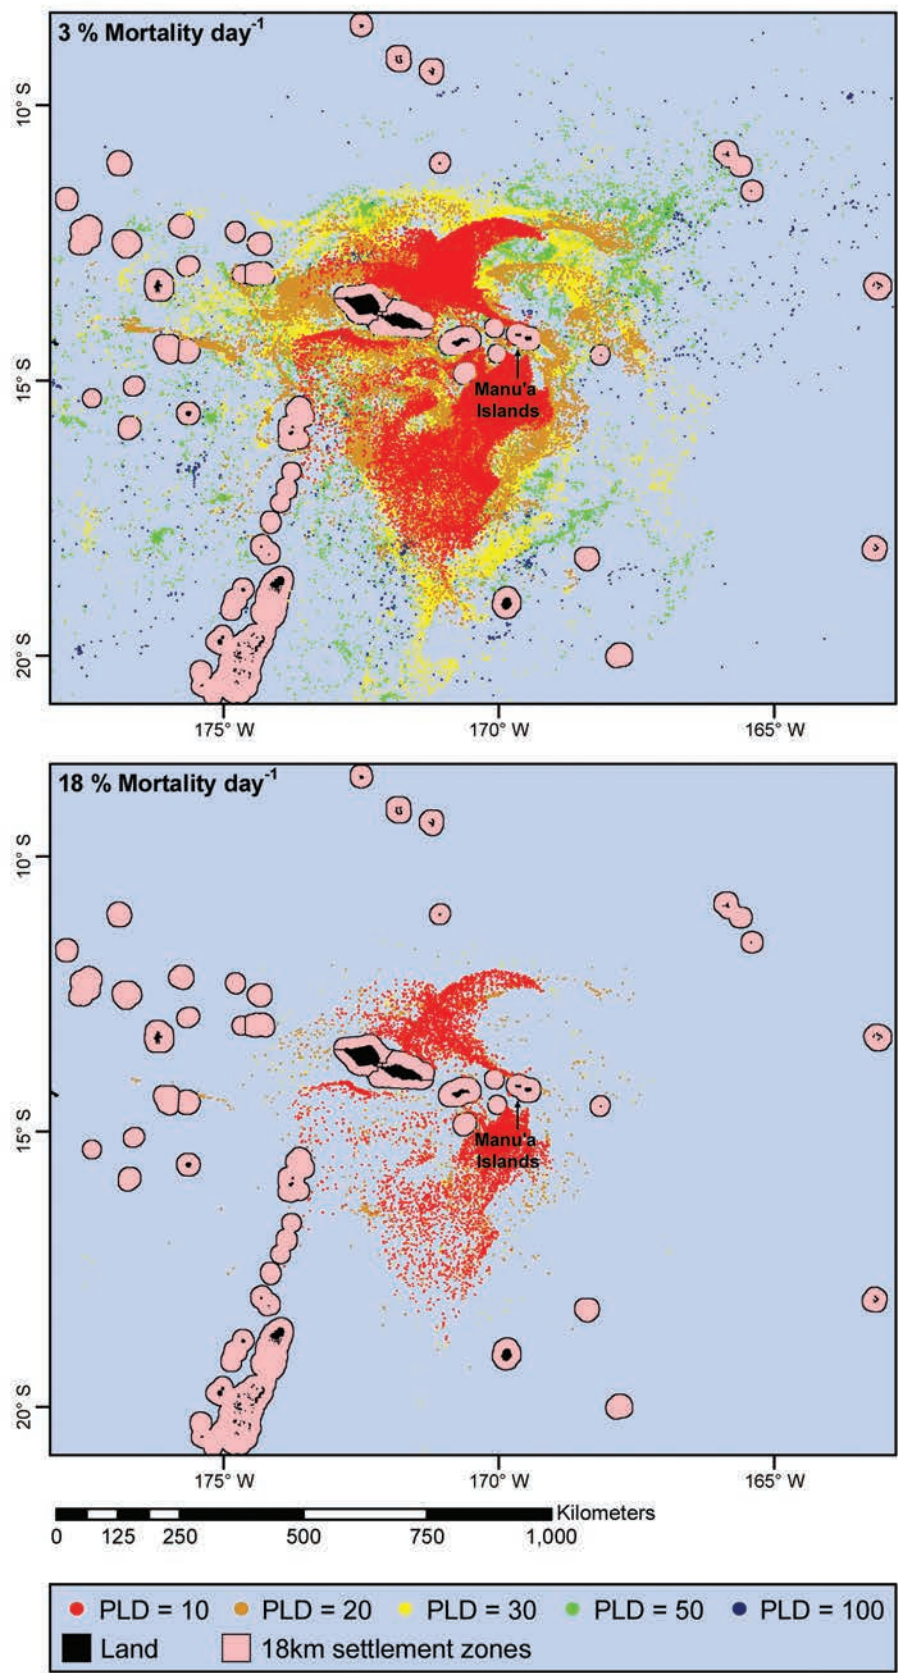 3 % Mortality day⁻¹
10° S
15° S
20° S
Manu'a
Islands
175° W
170° W
165° W
18 % Mortality day⁻¹
10° S
15° S
20° S
Manu'a
Islands
175° W
170° W
165° W
Kilometers
0 125 250 500 750 1,000
PLD = 10 PLD = 20 PLD = 30 PLD = 50 PLD = 100
Land 18km settlement zones